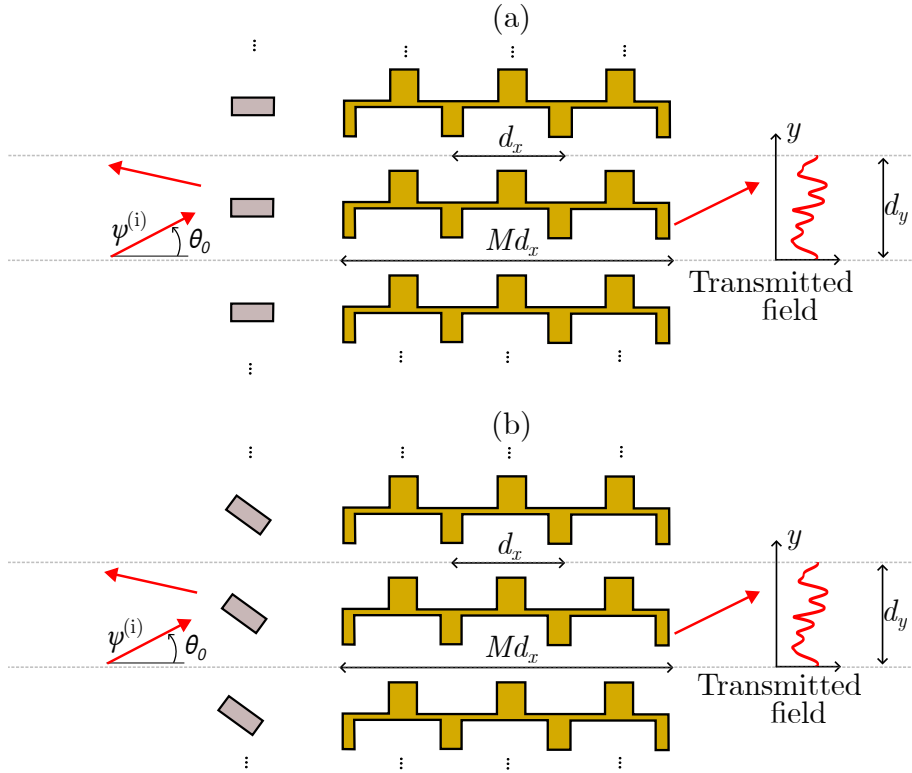 (a)
d_x
y
ψ^(i)
θ_0
Md_x
d_y
Transmitted
field
(b)
d_x
y
ψ^(i)
θ_0
Md_x
d_y
Transmitted
field